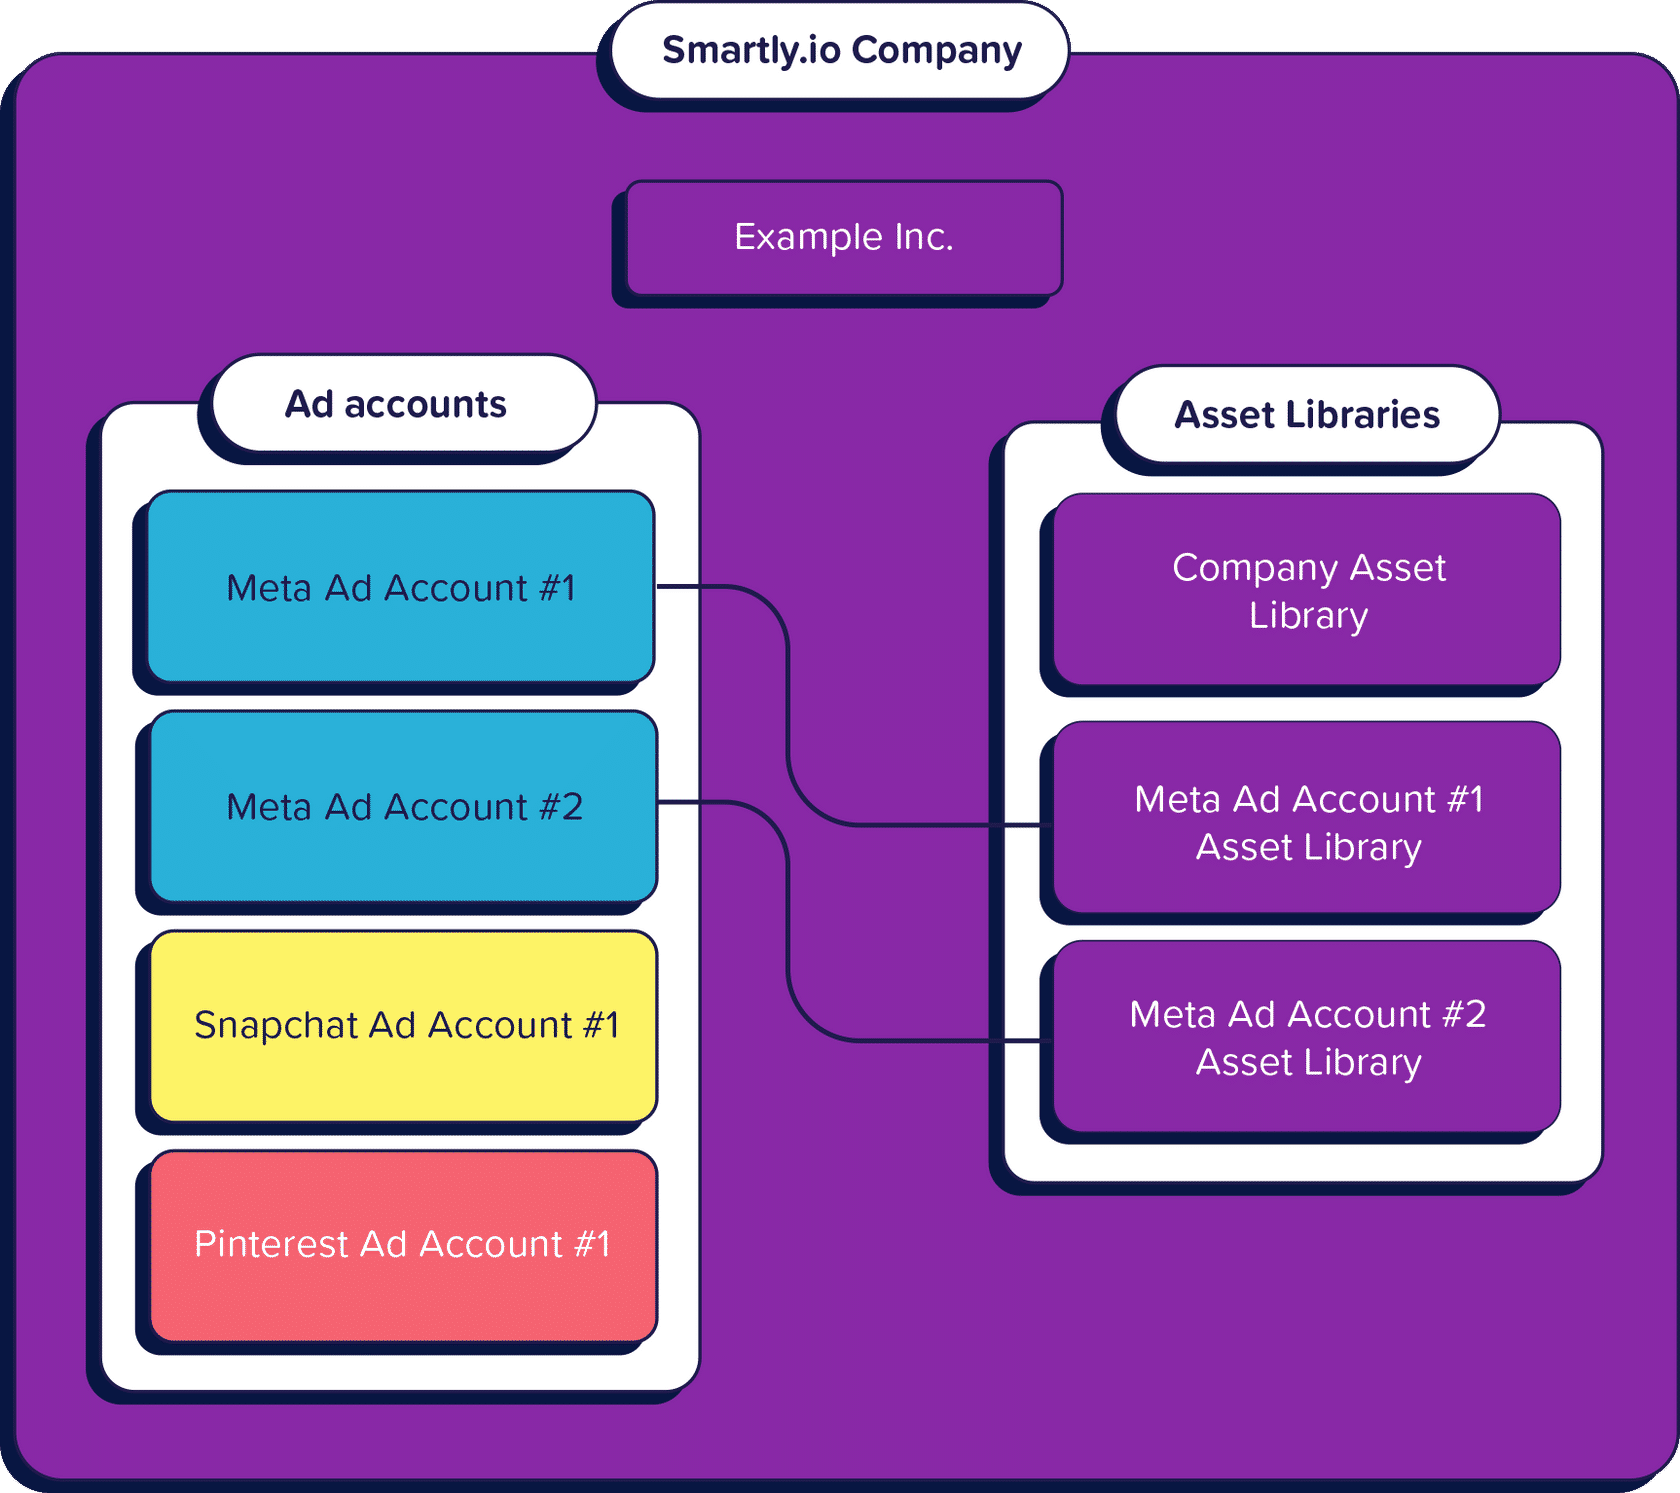 Smartly.io Company
Example Inc.
Ad accounts
Meta Ad Account #1
Meta Ad Account #2
Snapchat Ad Account #1
Pinterest Ad Account #1
Asset Libraries
Company Asset
Library
Meta Ad Account #1
Asset Library
Meta Ad Account #2
Asset Library